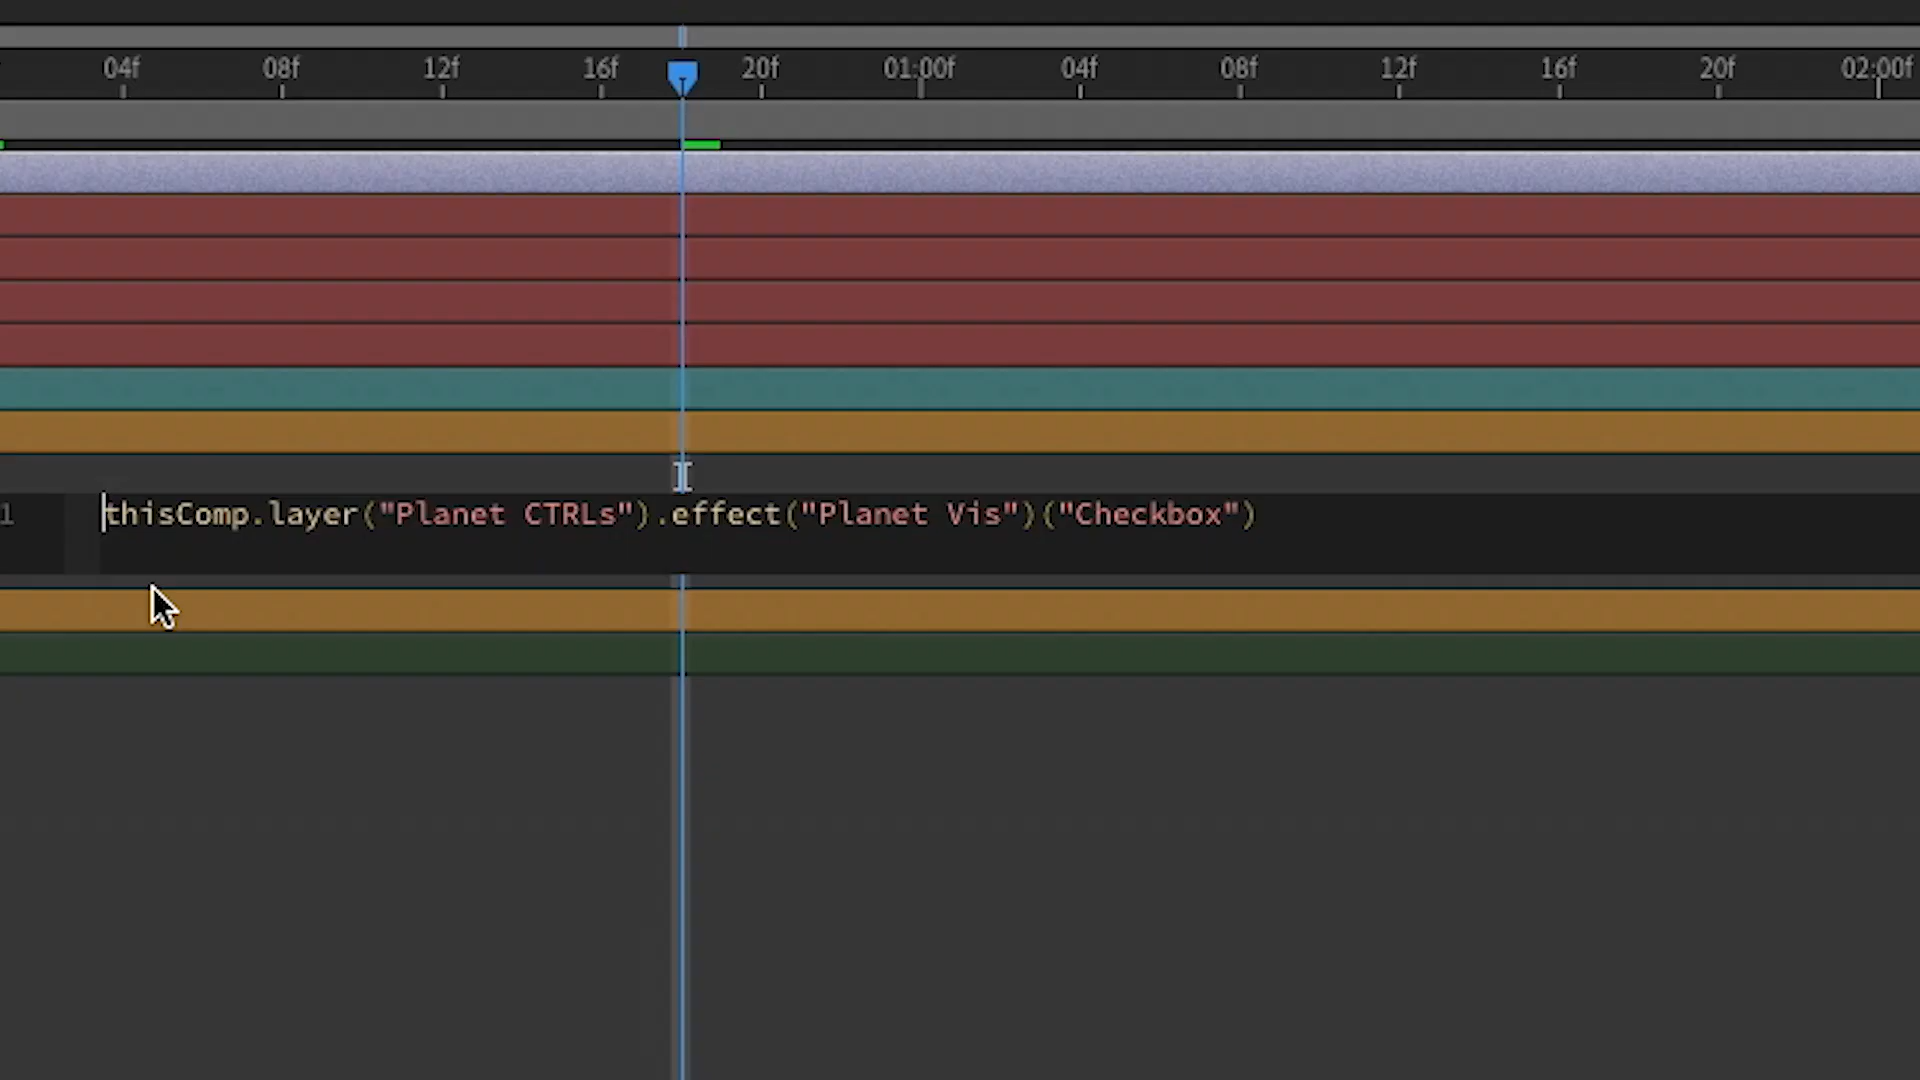 04f 08f 12f 16f 20f 01:00f 04f 08f 12f 16f 20f 02:00f
1 thisComp.layer("Planet CTRLs").effect("Planet Vis")("Checkbox")